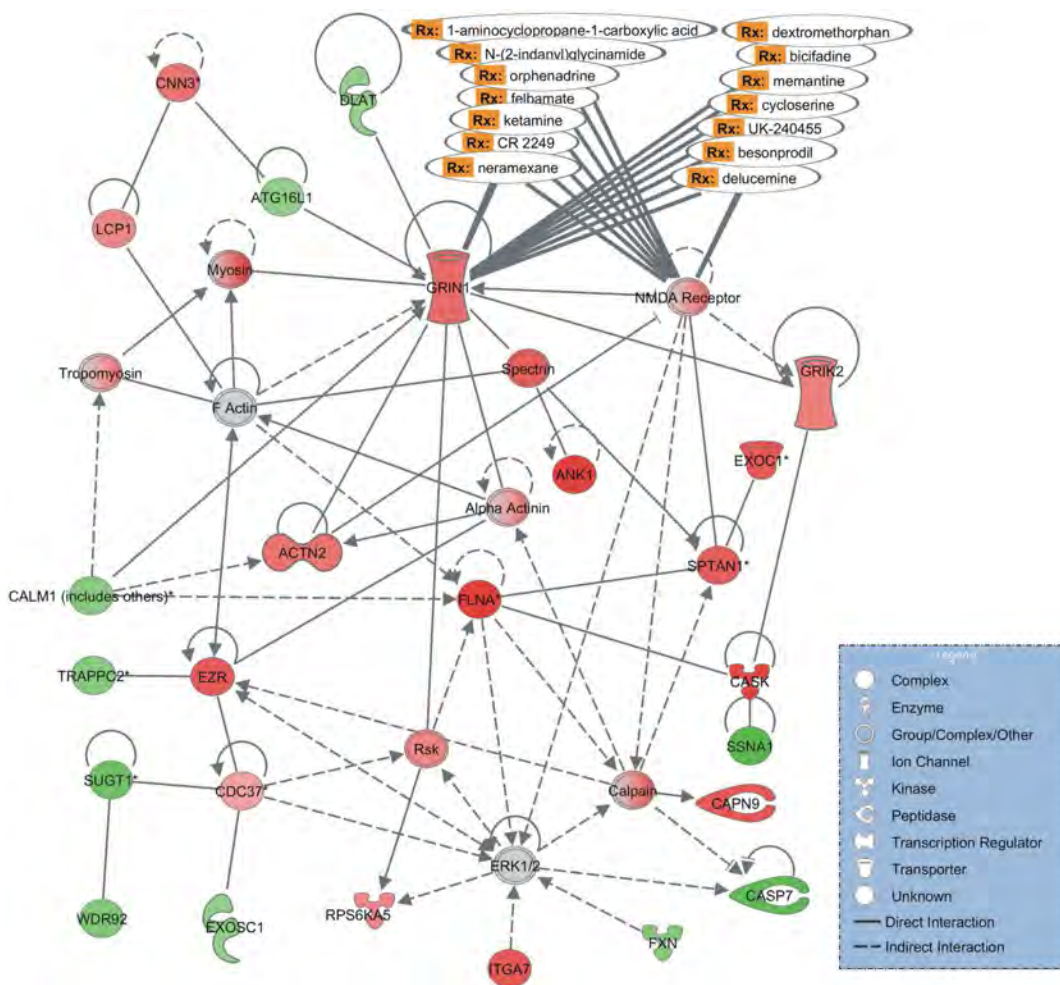 Rx: 1-aminocyclopropane-1-carboxylic acid
Rx: dextromethorphan
Rx: N-(2-indanyl)glycinamide
Rx: bicifadine
Rx: orphenadrine
Rx: memantine
Rx: felbamate
Rx: cycloserine
Rx: ketamine
Rx: UK-240455
Rx: CR 2249
Rx: besonprodil
Rx: neramexane
Rx: delucemine
CNN3*
DLAT
ATG16L1
LCP1
Myosin
GRIN1
NMDA Receptor
Tropomyosin
Spectrin
GRIK2
F Actin
EXOC1*
ANK1
Alpha Actinin
ACTN2
SPTAN1*
CALM1 (includes others)*
FLNA*
TRAPPC2*
EZR
CASK
Rsk
SSNA1
SUGT1*
CDC37*
Calpain
CAPN9
ERK1/2
CASP7
WDR92
EXOSC1
RPS6KA5
FXN
ITGA7
Legend
Complex
Enzyme
Group/Complex/Other
Ion Channel
Kinase
Peptidase
Transcription Regulator
Transporter
Unknown
Direct Interaction
Indirect Interaction